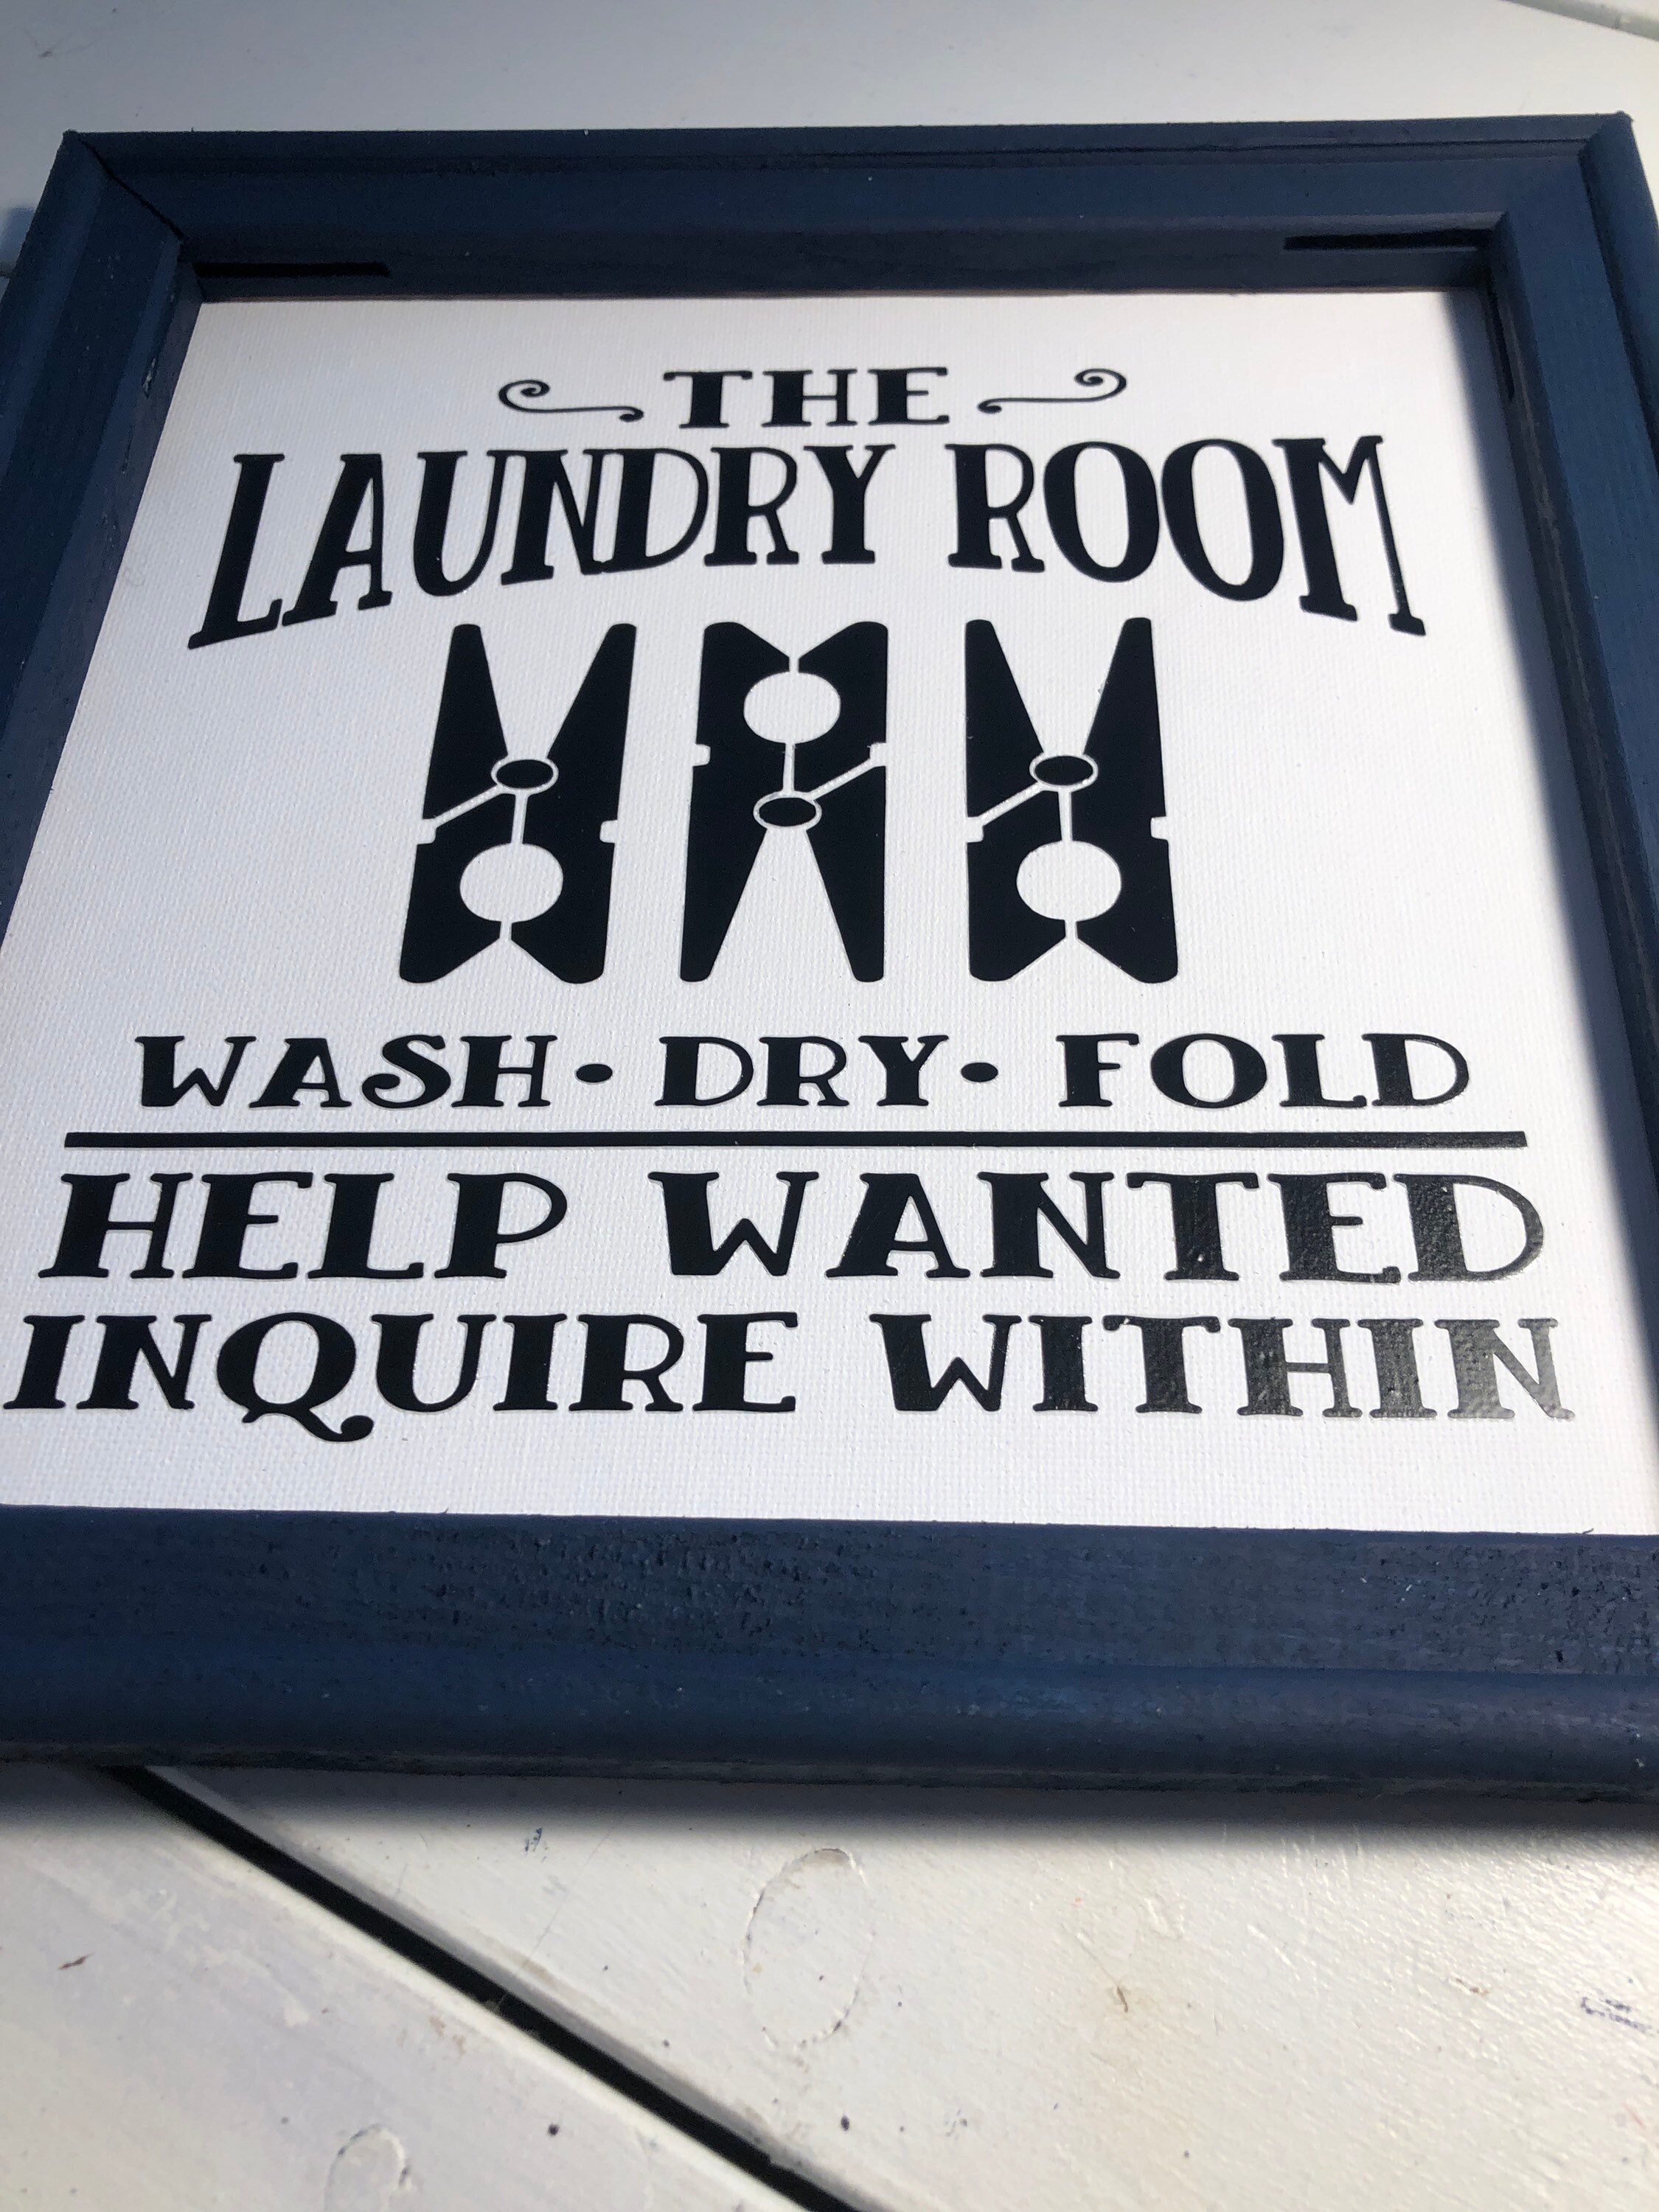 THE
LAUNDRY ROOM
WASH • DRY • FOLD
HELP WANTED
INQUIRE WITHIN